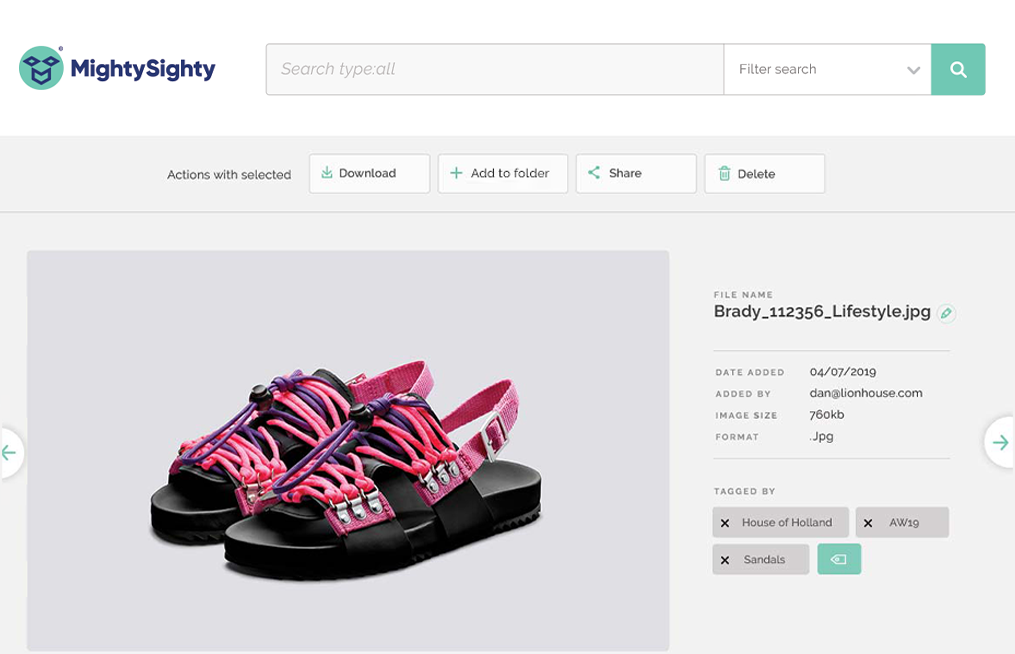 MightySighty
Search type:all
Filter search
Actions with selected
Download
Add to folder
Share
Delete
FILE NAME
Brady_112356_Lifestyle.jpg
DATE ADDED 04/07/2019
ADDED BY dan@lionhouse.com
IMAGE SIZE 760kb
FORMAT .Jpg
TAGGED BY
House of Holland
AW19
Sandals